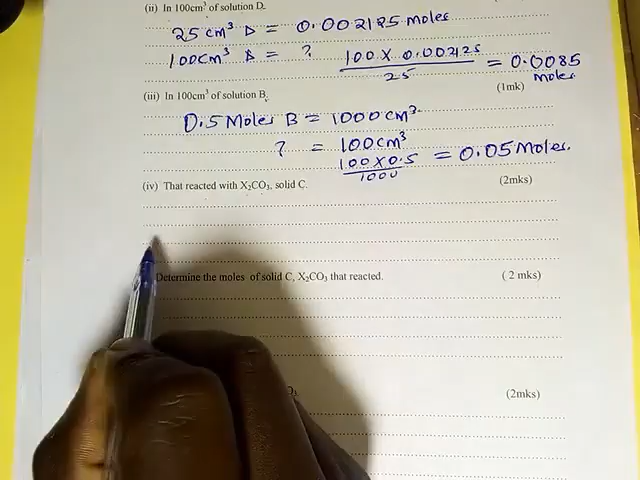 (ii) In 100cm³ of solution D.
25 cm³ D = 0.002125 moles
100cm³ D = ? 100 X 0.002125 / 25 = 0.0085 moles
(iii) In 100cm³ of solution B. (1mk)
0.5 Moles B = 1000 cm³
? = 100cm³
100 X 0.5 / 1000 = 0.05 Moles.
(iv) That reacted with X₂CO₃, solid C. (2mks)
Determine the moles of solid C, X₂CO₃ that reacted. ( 2 mks)
(2mks)